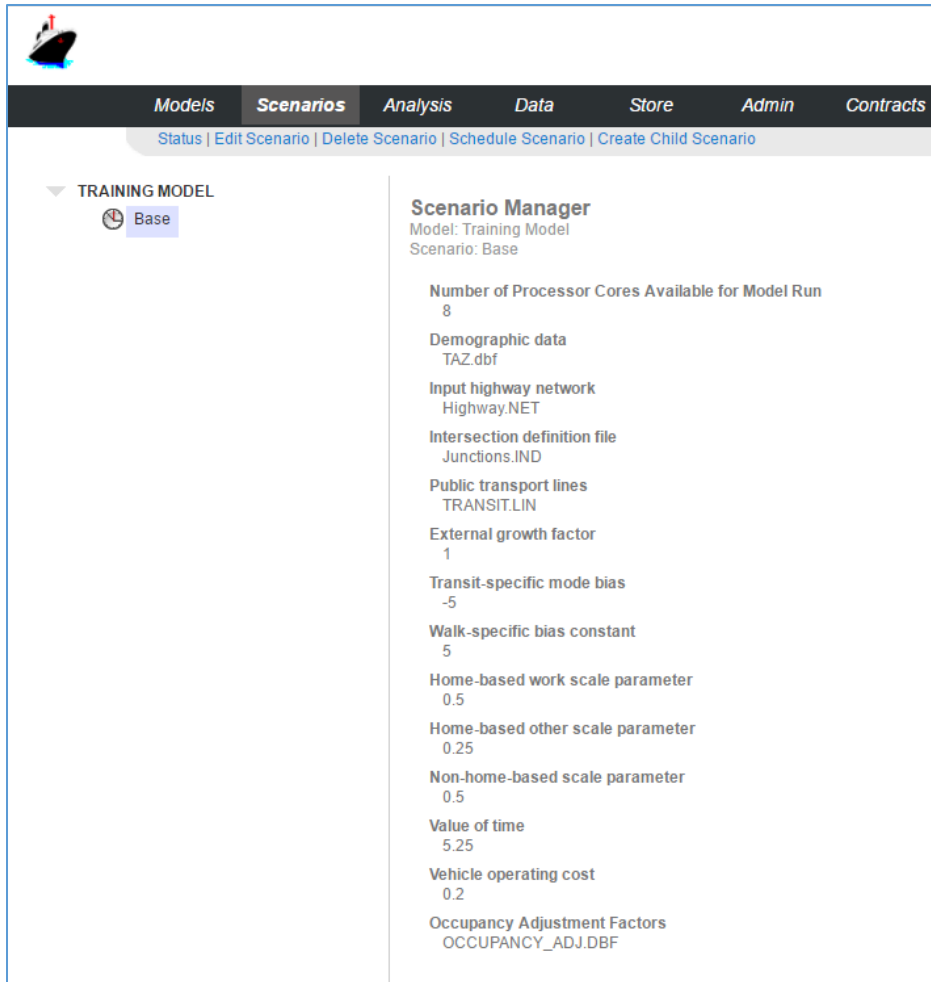 Models Scenarios Analysis Data Store Admin Contracts
Status | Edit Scenario | Delete Scenario | Schedule Scenario | Create Child Scenario
TRAINING MODEL
Base
Scenario Manager
Model: Training Model
Scenario: Base
Number of Processor Cores Available for Model Run
8
Demographic data
TAZ.dbf
Input highway network
Highway.NET
Intersection definition file
Junctions.IND
Public transport lines
TRANSIT.LIN
External growth factor
1
Transit-specific mode bias
-5
Walk-specific bias constant
5
Home-based work scale parameter
0.5
Home-based other scale parameter
0.25
Non-home-based scale parameter
0.5
Value of time
5.25
Vehicle operating cost
0.2
Occupancy Adjustment Factors
OCCUPANCY_ADJ.DBF